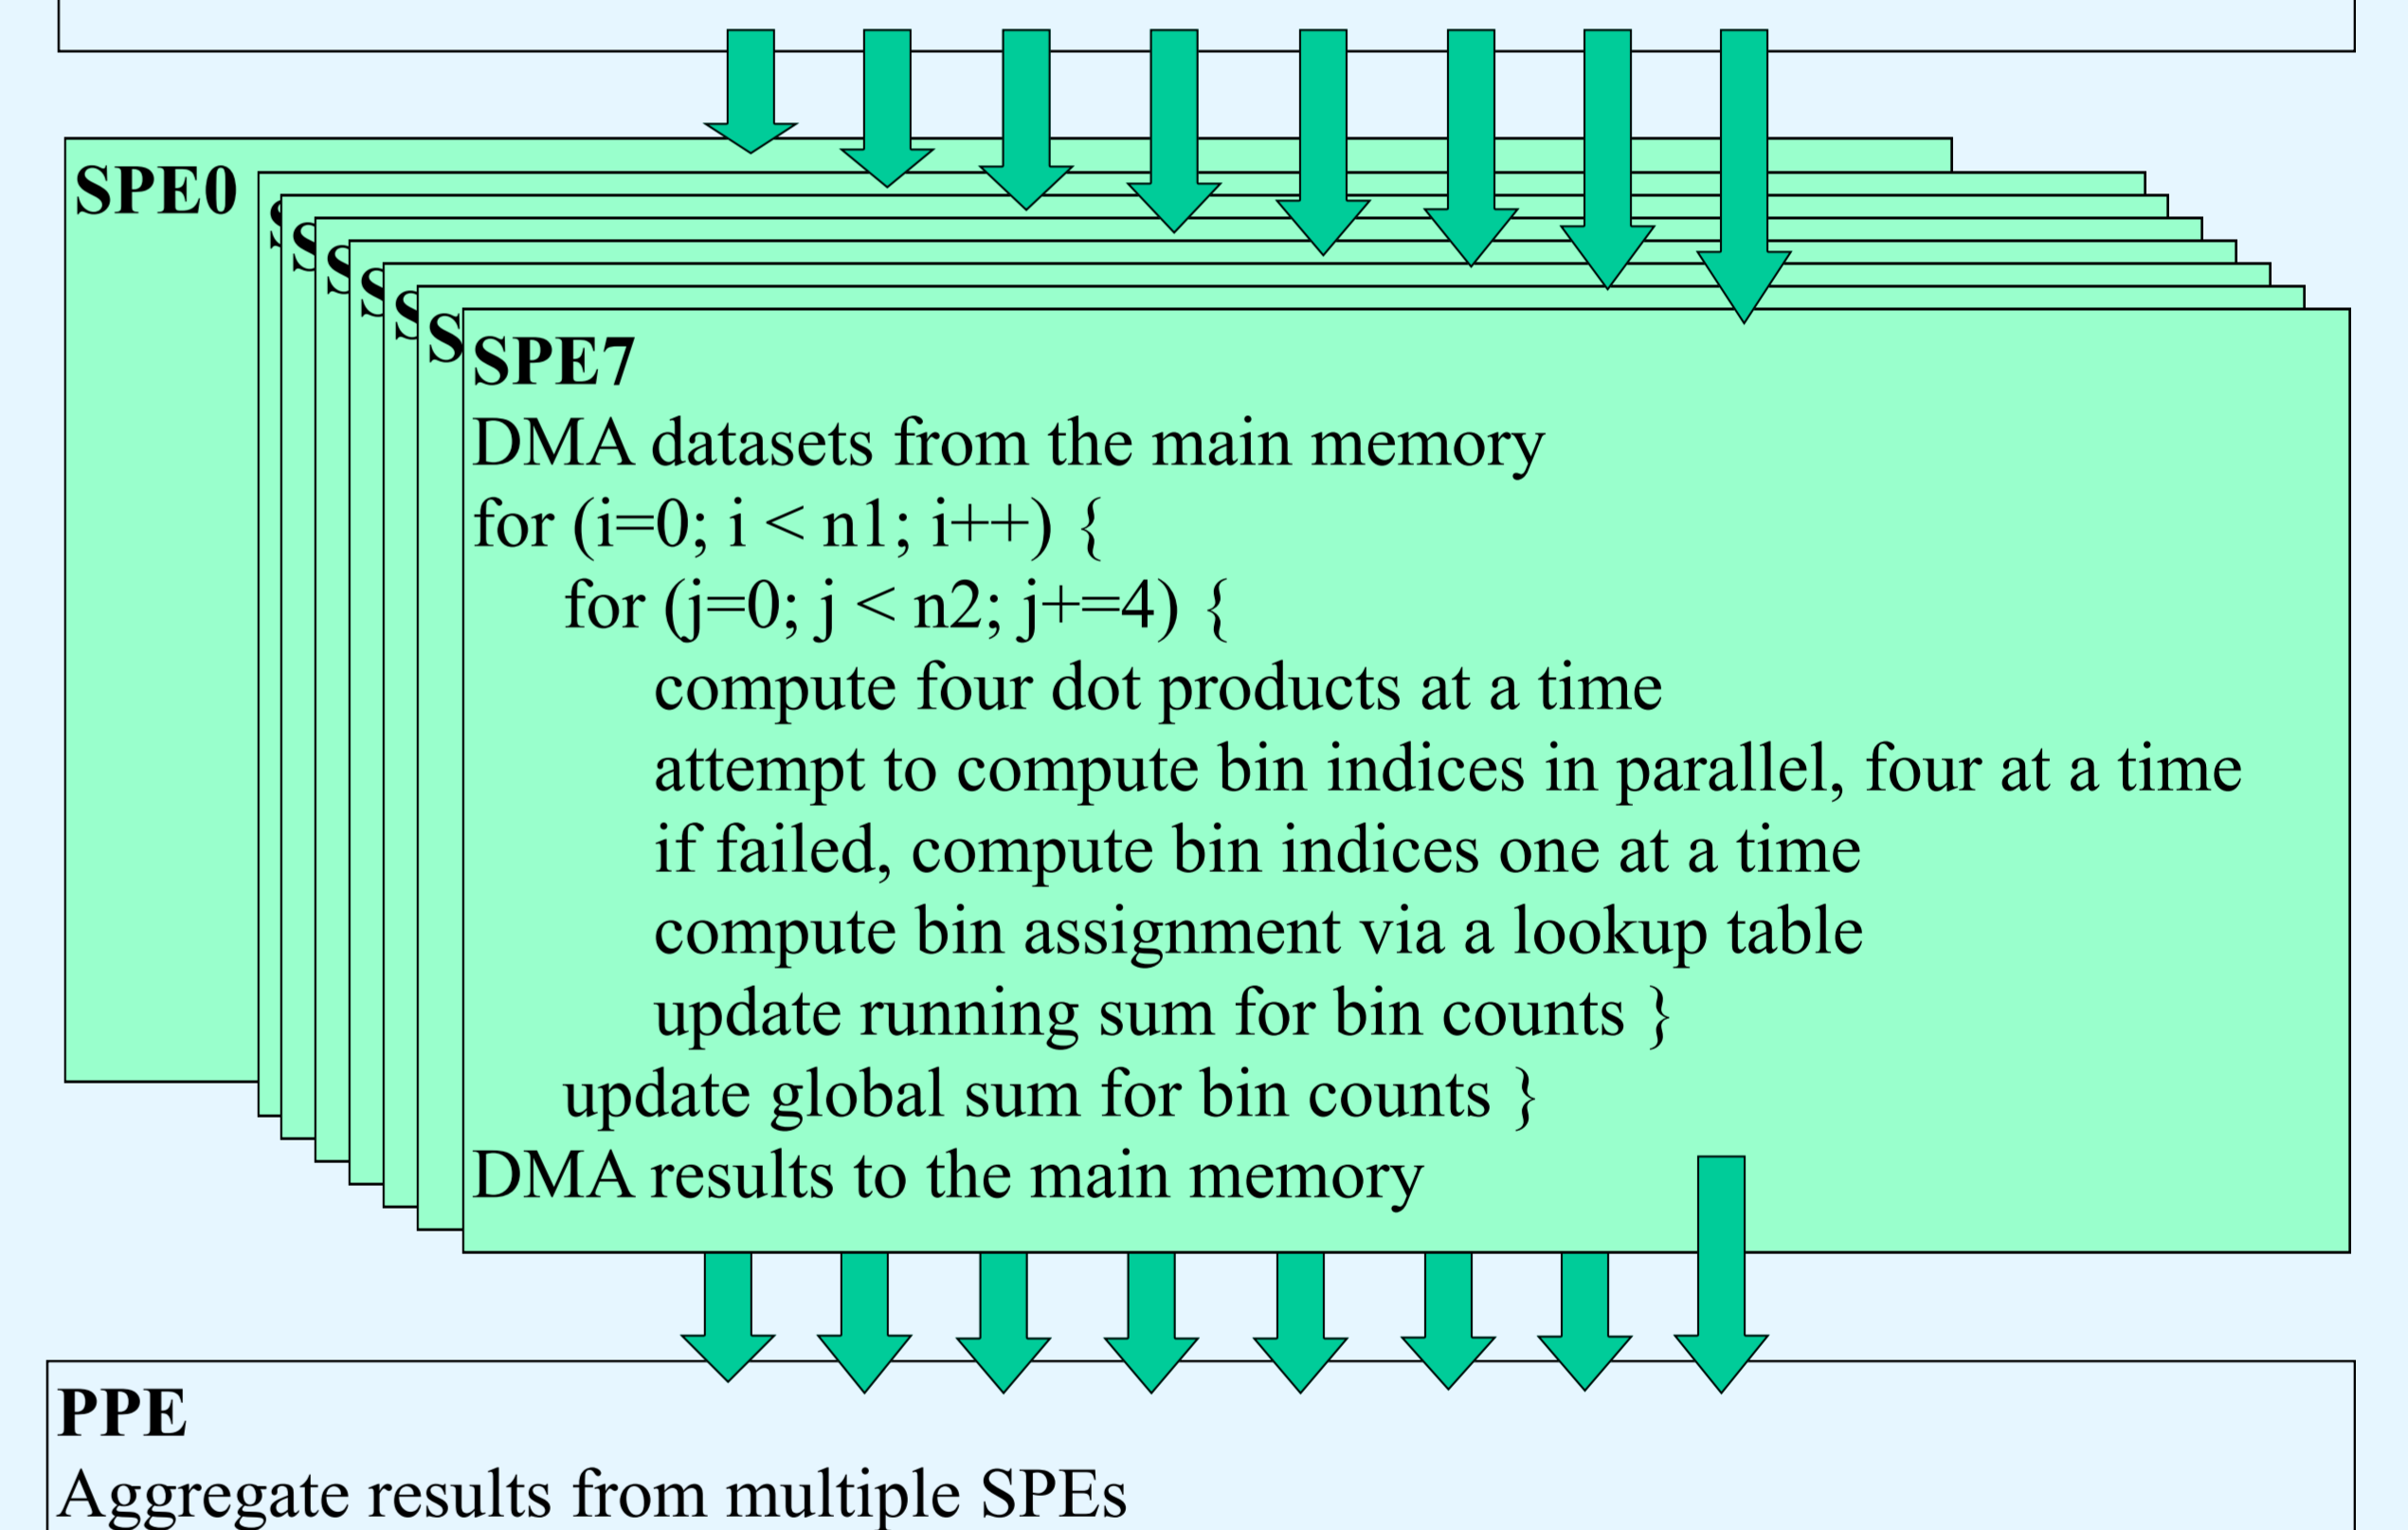 SPE0
S
S
S
S
S
S
SPE7
DMA datasets from the main memory
for (i=0; i < n1; i++) {
for (j=0; j < n2; j+=4) {
compute four dot products at a time
attempt to compute bin indices in parallel, four at a time
if failed, compute bin indices one at a time
compute bin assignment via a lookup table
update running sum for bin counts }
update global sum for bin counts }
DMA results to the main memory
PPE
Aggregate results from multiple SPEs